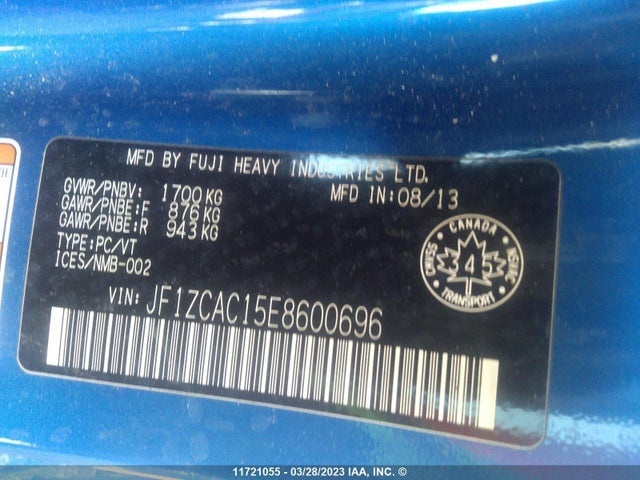 MFD BY FUJI HEAVY INDUSTRIES LTD.
GVWR/PNBV: 1700 KG
MFD IN: 08/13
GAWR/PNBE:F 876 KG
GAWR/PNBE:R 943 KG
TYPE:PC/VT
ICES/NMB-002
CANADA
345
TRANSPORT
VIN: JF1ZCAC15E8600696
11721055 - 03/28/2023 IAA, INC. ©